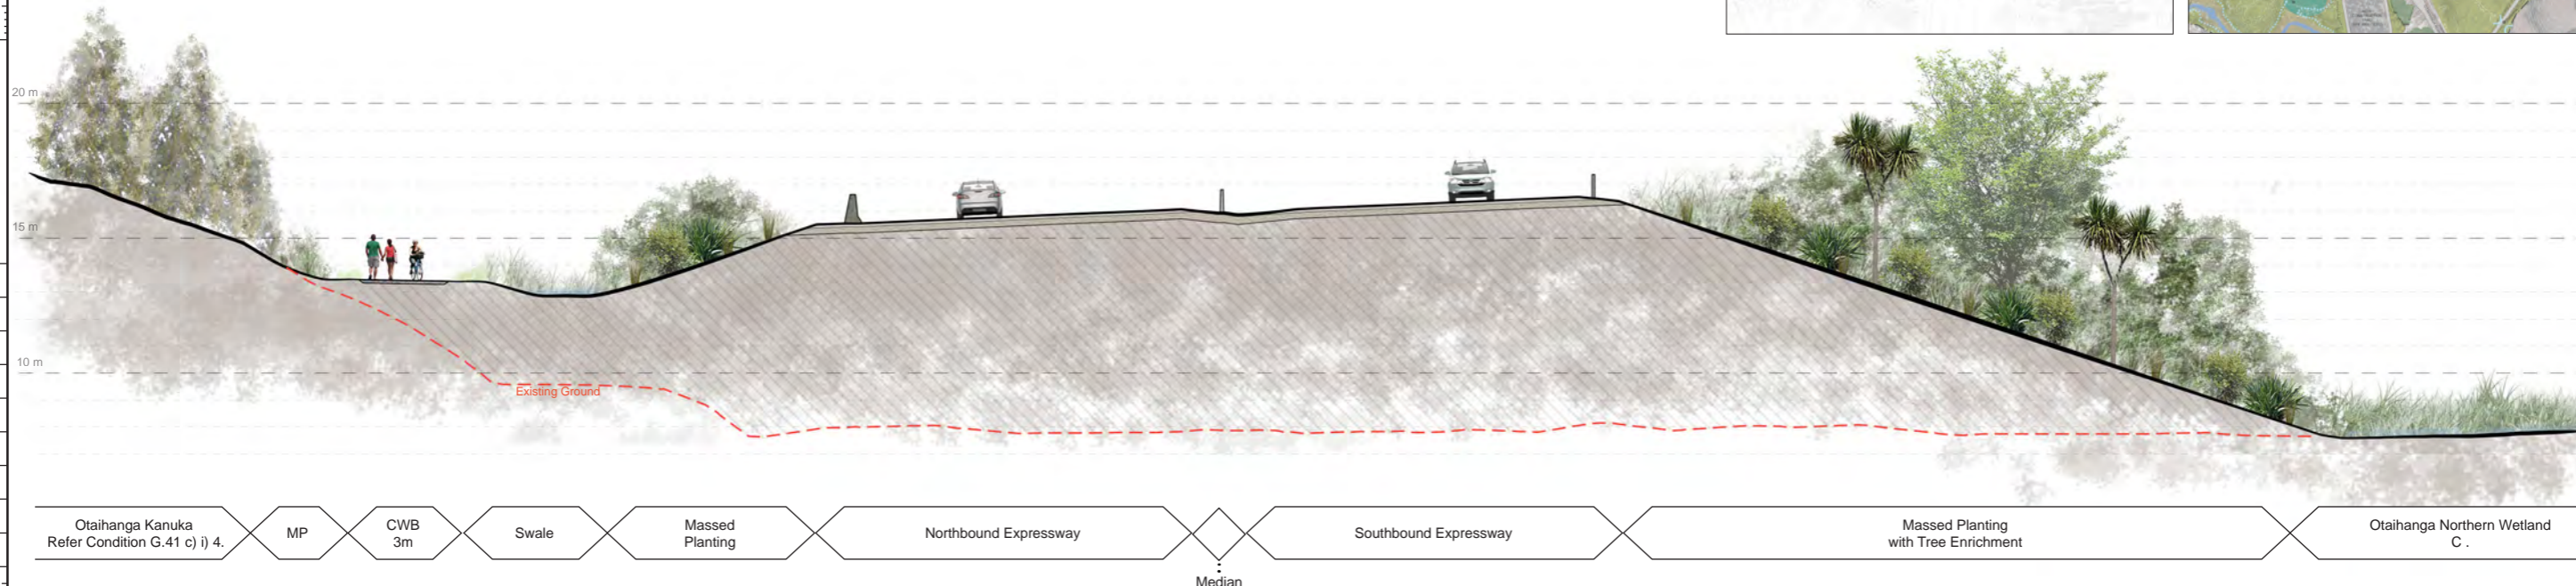 20 m
15 m
10 m
Existing Ground
Otaihanga Kanuka
Refer Condition G.41 c) i) 4.
MP
CWB
3m
Swale
Massed
Planting
Northbound Expressway
Median
Southbound Expressway
Massed Planting
with Tree Enrichment
Otaihanga Northern Wetland
C .